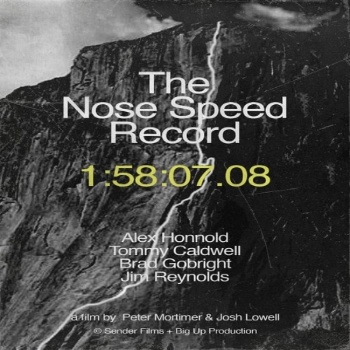 The
Nose Speed
Record
1:58:07.08
Alex Honnold
Tommy Caldwell
Brad Gobright
Jim Reynolds
a film by Peter Mortimer & Josh Lowell
© Sender Films + Big Up Production